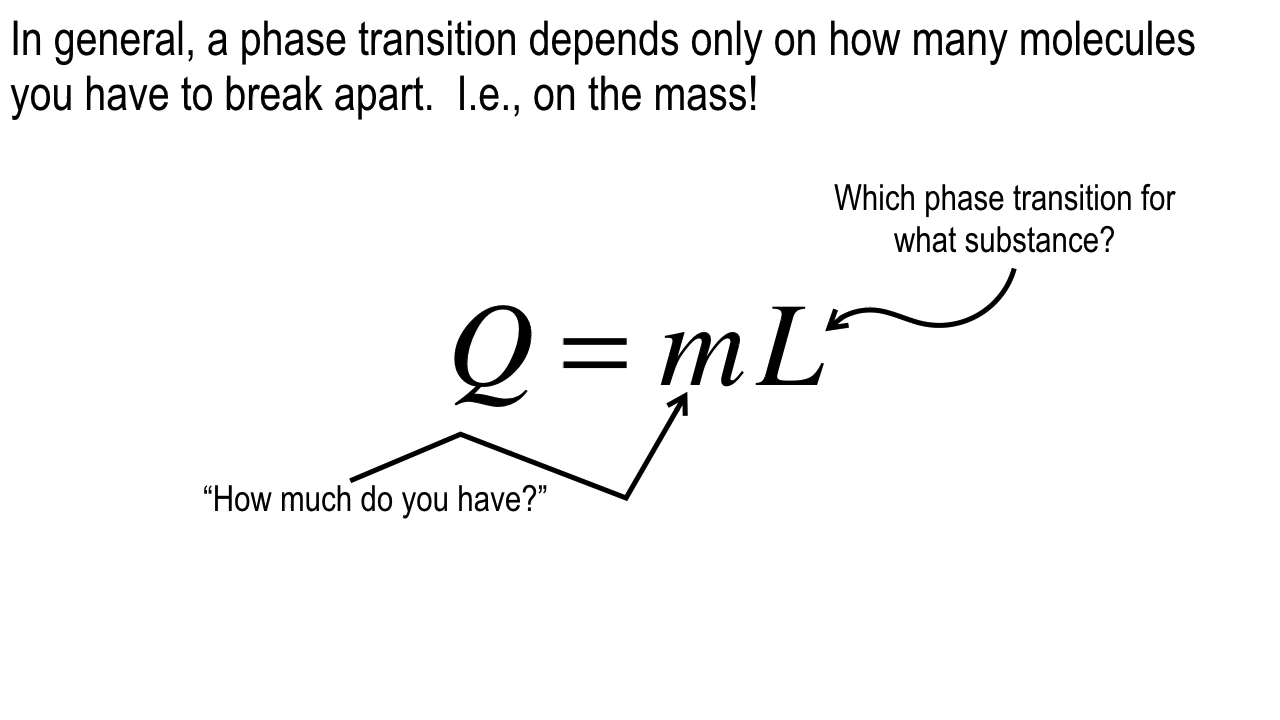 In general, a phase transition depends only on how many molecules
you have to break apart.  I.e., on the mass!
Which phase transition for
what substance?
Q = mL
“How much do you have?”